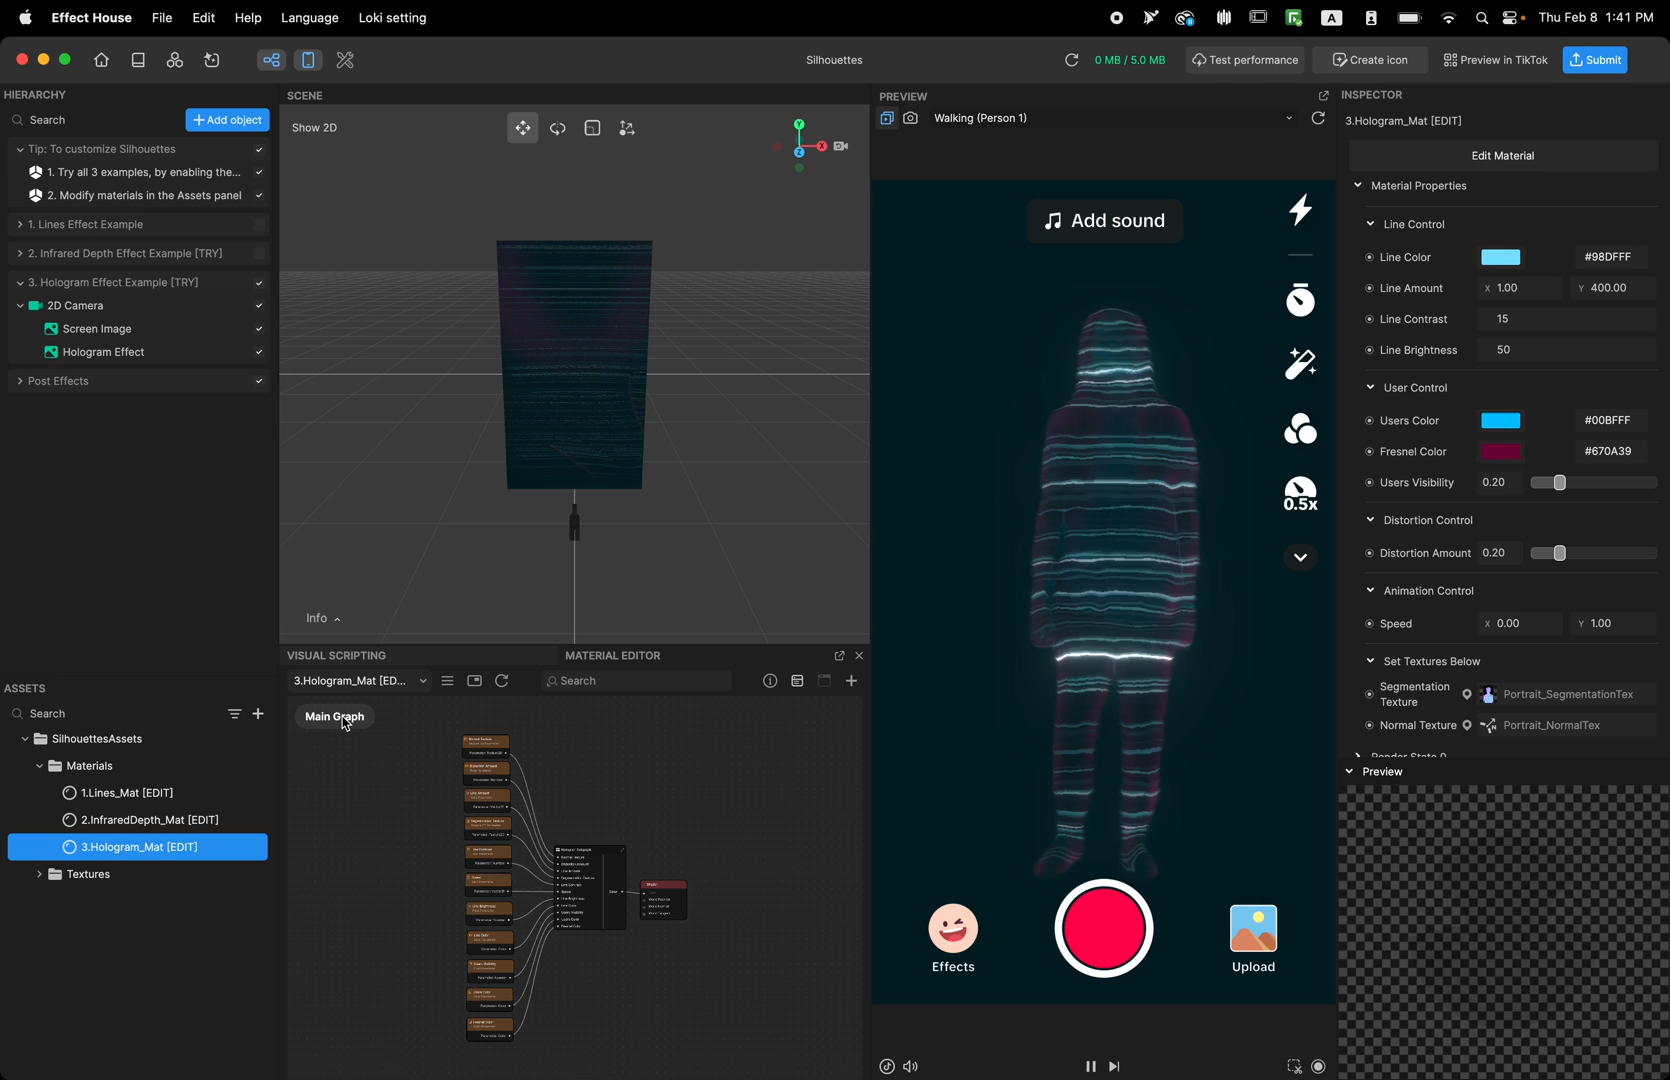 Effect House File Edit Help Language Loki setting
A
Thu Feb 8 1:41 PM
Silhouettes
0 MB / 5.0 MB
Test performance
Create icon
Preview in TikTok
Submit
HIERARCHY
Search
+ Add object
Tip: To customize Silhouettes
1. Try all 3 examples, by enabling the...
2. Modify materials in the Assets panel
1. Lines Effect Example
2. Infrared Depth Effect Example [TRY]
3. Hologram Effect Example [TRY]
2D Camera
Screen Image
Hologram Effect
Post Effects
SCENE
Show 2D
Y
X
Z
Info
VISUAL SCRIPTING
MATERIAL EDITOR
3.Hologram_Mat [ED...
Search
Main Graph
ASSETS
Search
SilhouettesAssets
Materials
1.Lines_Mat [EDIT]
2.InfraredDepth_Mat [EDIT]
3.Hologram_Mat [EDIT]
Textures
PREVIEW
Walking (Person 1)
Add sound
0.5x
Effects
Upload
INSPECTOR
3.Hologram_Mat [EDIT]
Edit Material
Material Properties
Line Control
Line Color #98DFFF
Line Amount X 1.00 Y 400.00
Line Contrast 15
Line Brightness 50
User Control
Users Color #00BFFF
Fresnel Color #670A39
Users Visibility 0.20
Distortion Control
Distortion Amount 0.20
Animation Control
Speed X 0.00 Y 1.00
Set Textures Below
Segmentation
Texture
Portrait_SegmentationTex
Normal Texture Portrait_NormalTex
Render State 0
Preview